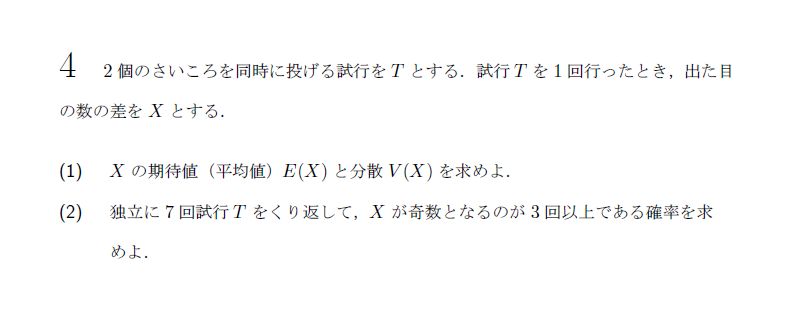 4 2個のさいころを同時に投げる試行を T とする．試行 T を1回行ったとき，出た目
の数の差を X とする．
(1) X の期待値（平均値）E(X) と分散 V(X) を求めよ．
(2) 独立に7回試行 T をくり返して，X が奇数となるのが3回以上である確率を求
めよ．